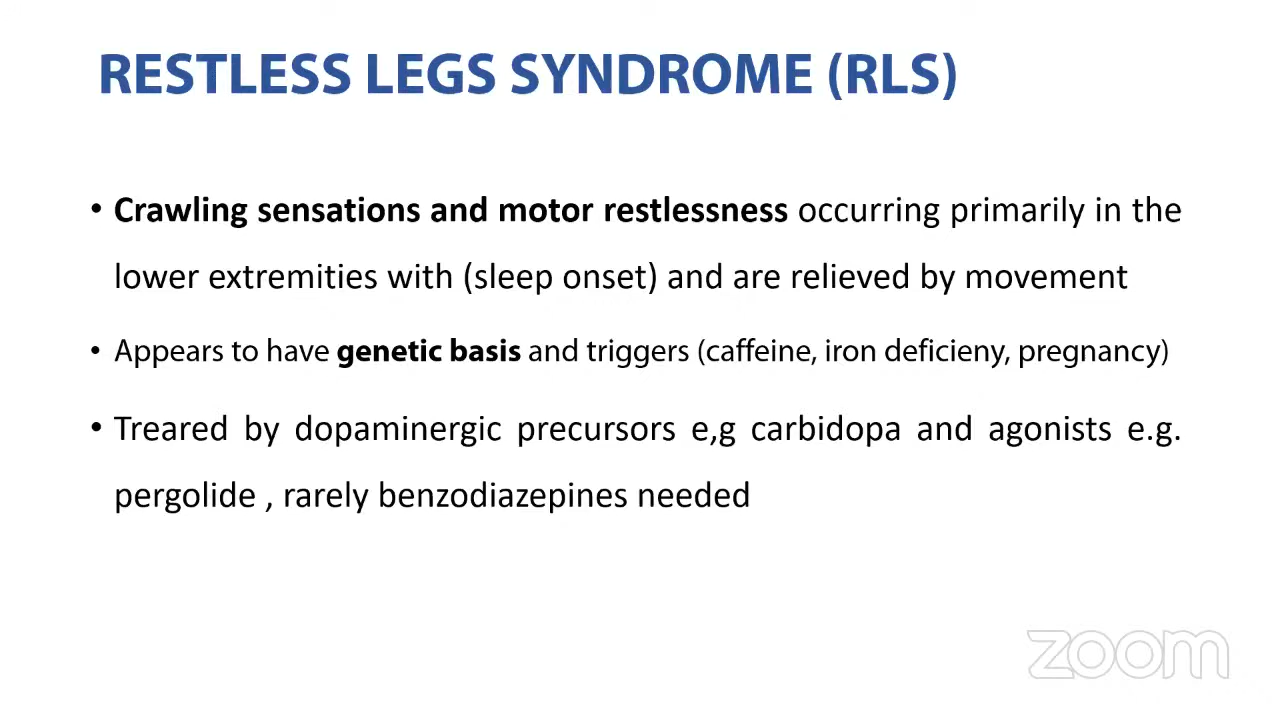 RESTLESS LEGS SYNDROME (RLS)
• Crawling sensations and motor restlessness occurring primarily in the
lower extremities with (sleep onset) and are relieved by movement
• Appears to have genetic basis and triggers (caffeine, iron deficieny, pregnancy)
• Treared by dopaminergic precursors e,g carbidopa and agonists e.g.
pergolide , rarely benzodiazepines needed
zoom